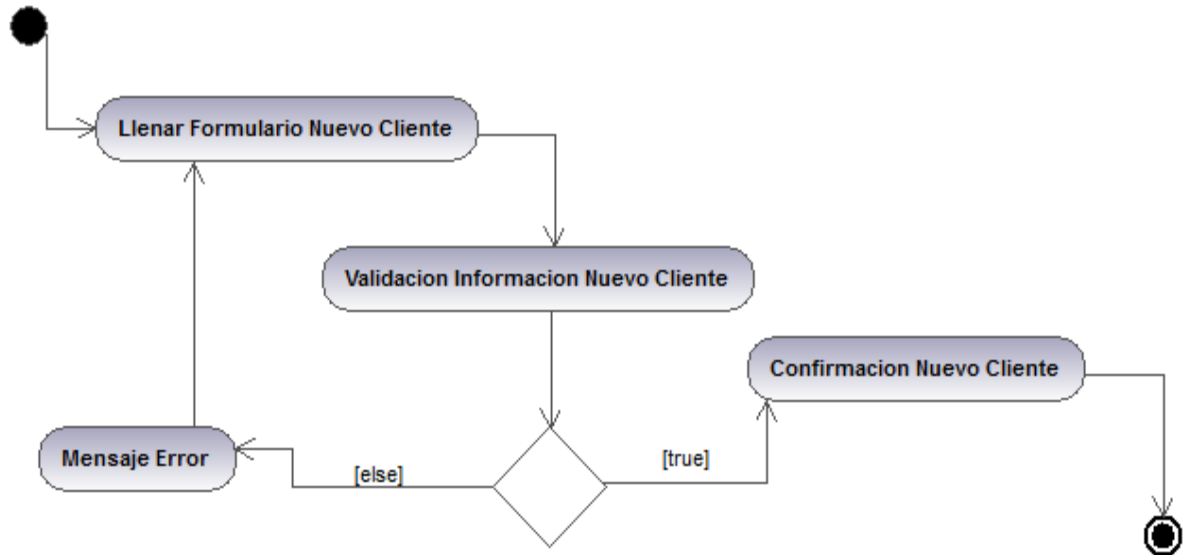 Llenar Formulario Nuevo Cliente
Validacion Informacion Nuevo Cliente
Confirmacion Nuevo Cliente
Mensaje Error
[else]
[true]